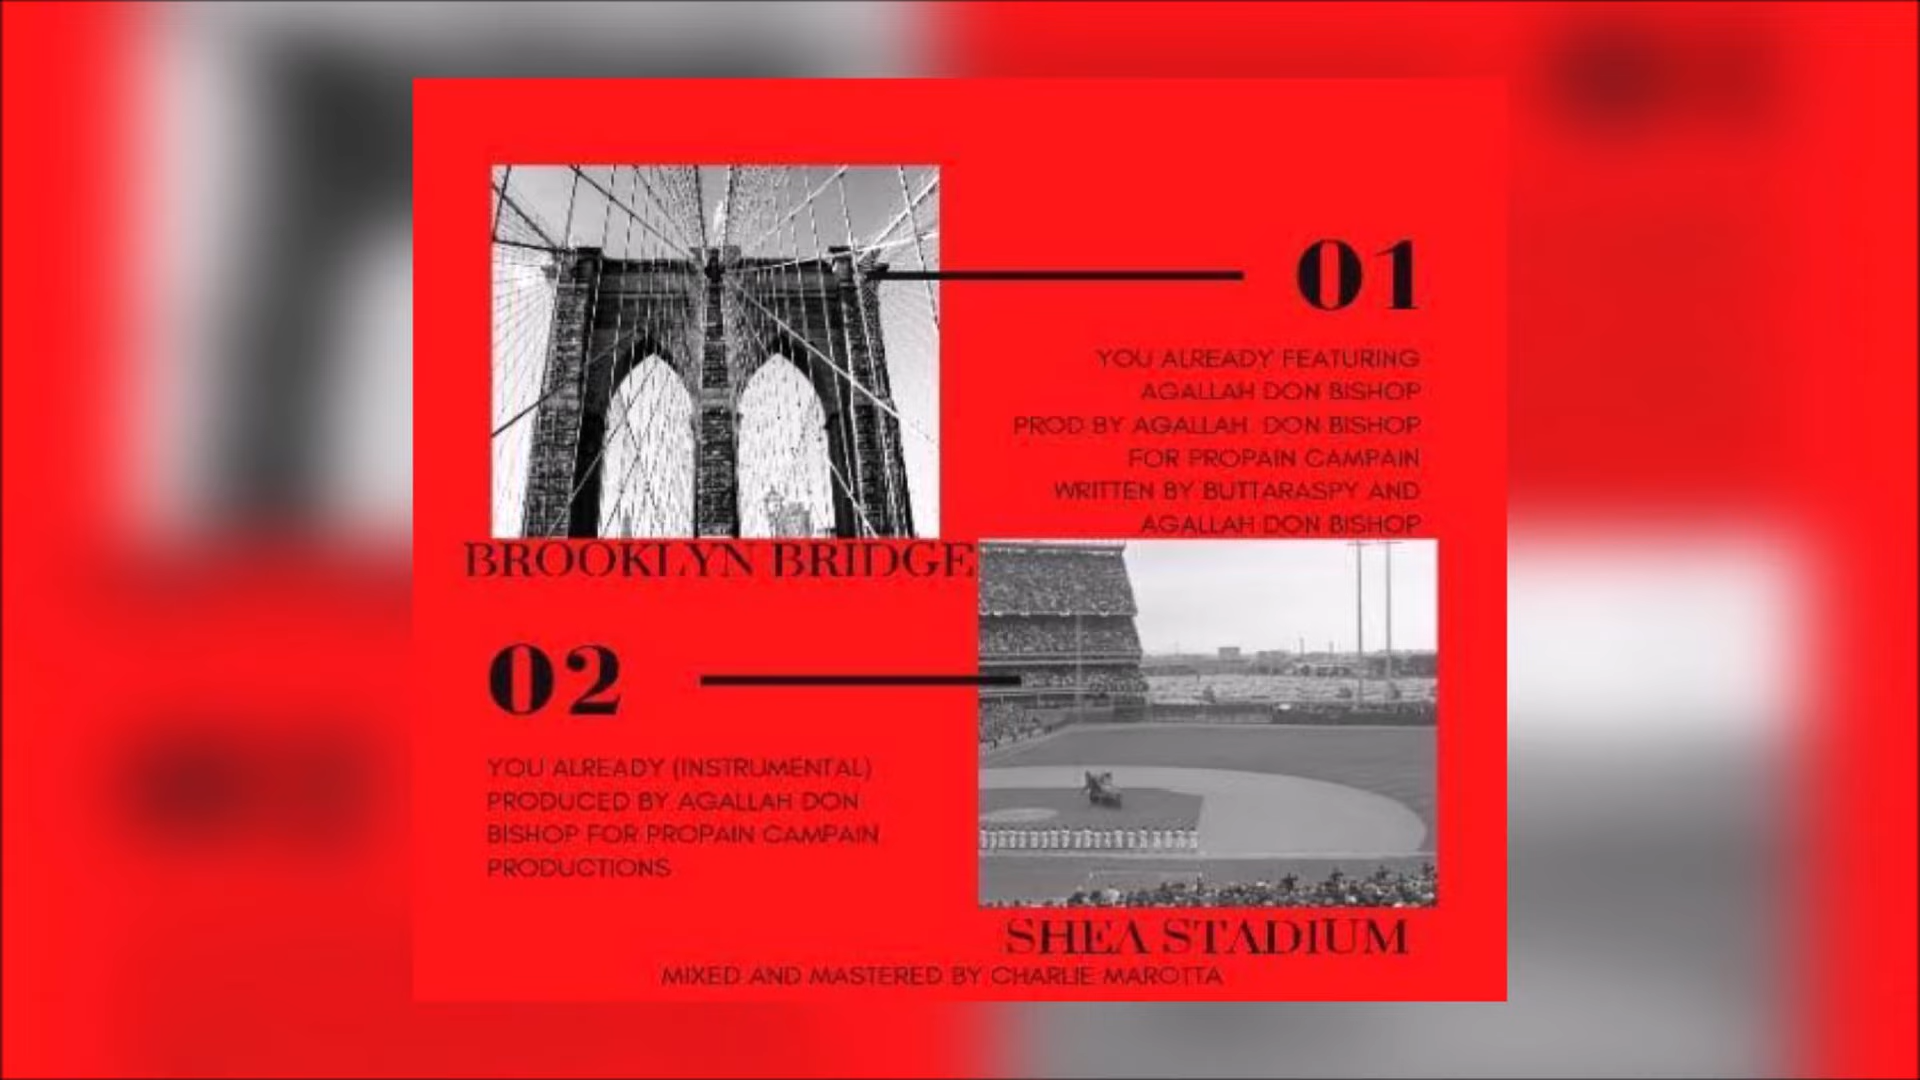 01
YOU ALREADY FEATURING
AGALLAH DON BISHOP
PROD BY AGALLAH DON BISHOP
FOR PROPAIN CAMPAIN
WRITTEN BY BUTTARASPY AND
AGALLAH DON BISHOP
BROOKLYN BRIDGE
02
YOU ALREADY (INSTRUMENTAL)
PRODUCED BY AGALLAH DON
BISHOP FOR PROPAIN CAMPAIN
PRODUCTIONS
SHEA STADIUM
MIXED AND MASTERED BY CHARLIE MAROTTA